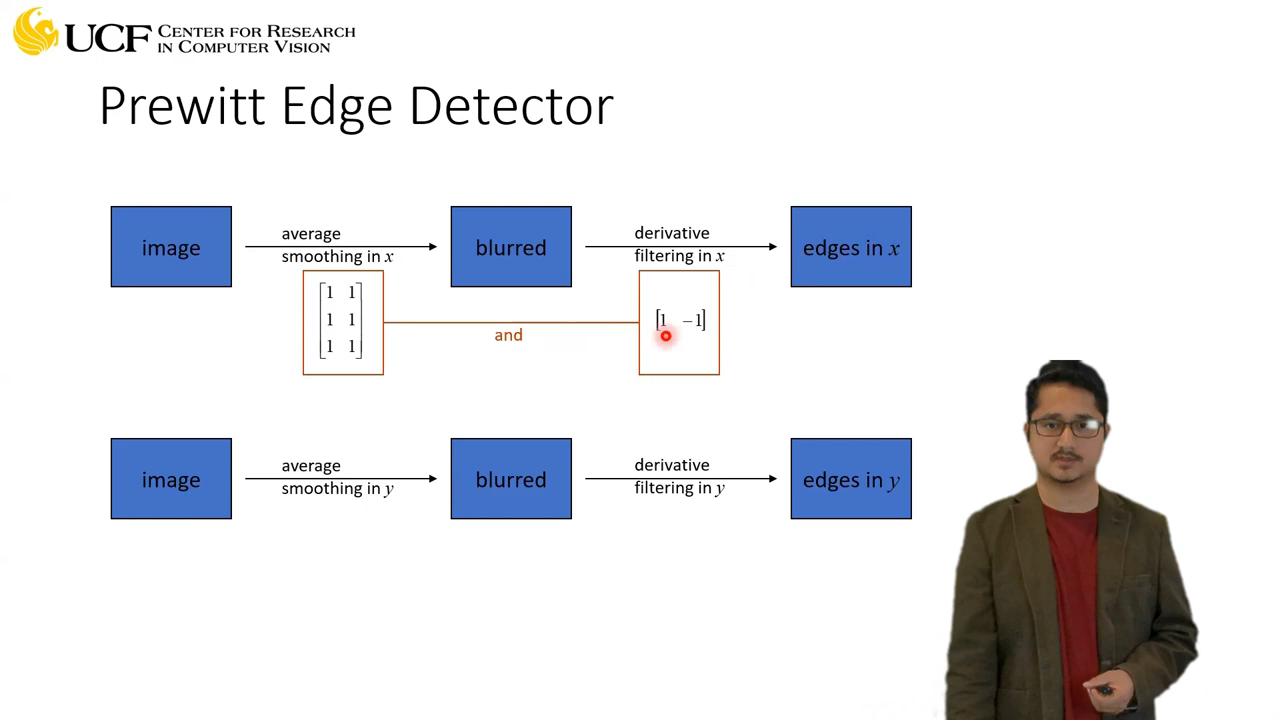 UCF CENTER FOR RESEARCH
IN COMPUTER VISION
Prewitt Edge Detector
image
average
smoothing in x
blurred
derivative
filtering in x
edges in x
1 1
1 1
1 1
and
[1 −1]
image
average
smoothing in y
blurred
derivative
filtering in y
edges in y